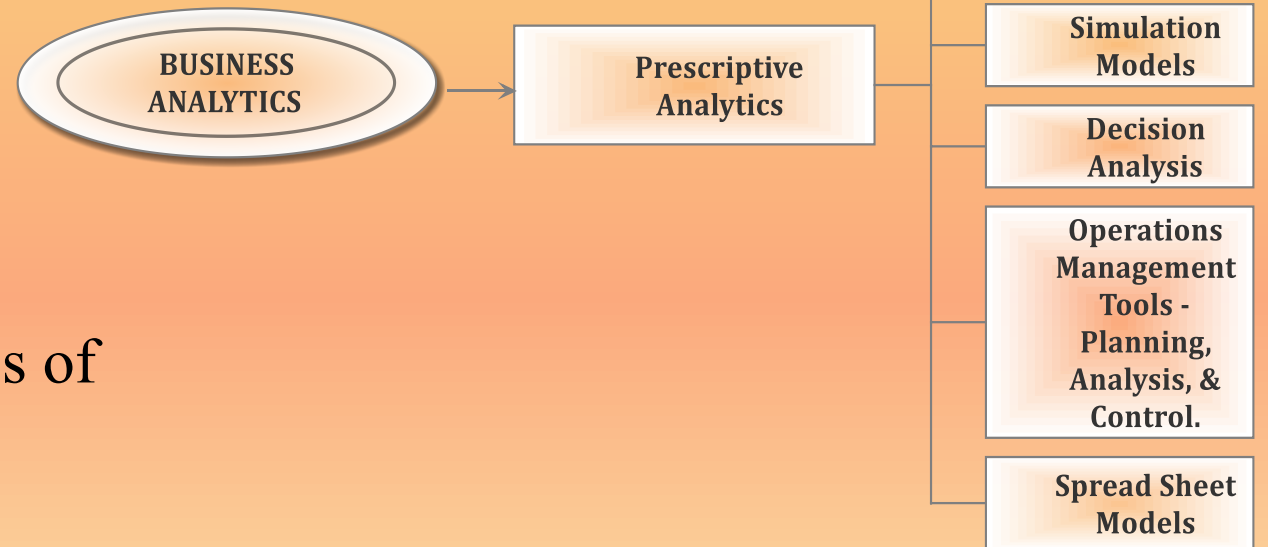 BUSINESS
ANALYTICS
Prescriptive
Analytics
Simulation
Models
Decision
Analysis
Operations
Management
Tools -
Planning,
Analysis, &
Control.
Spread Sheet
Models
s of